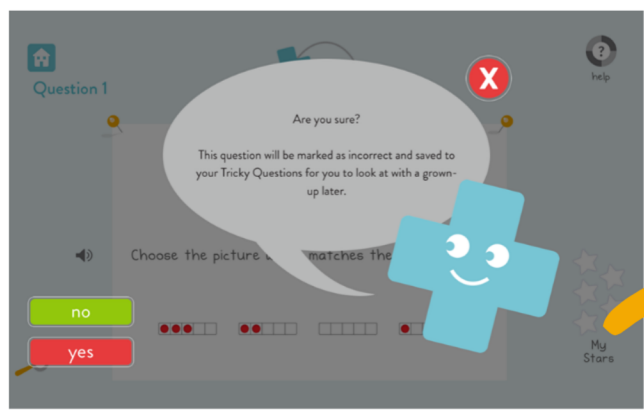 Question 1
X
?
help
Are you sure?
This question will be marked as incorrect and saved to
your Tricky Questions for you to look at with a grown-
up later.
Choose the picture matches the
no
yes
My
Stars